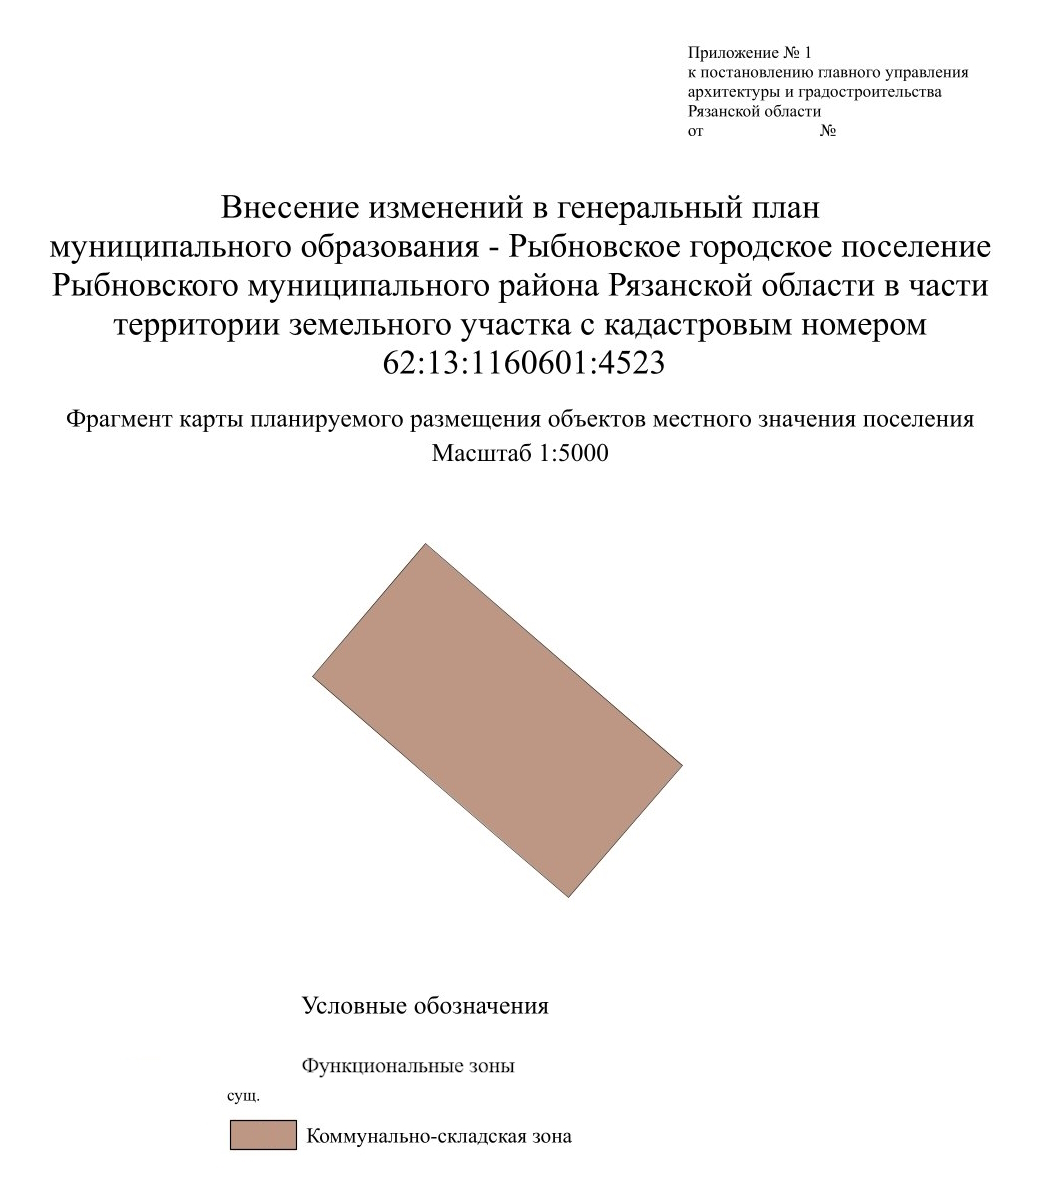 Приложение № 1
к постановлению главного управления
архитектуры и градостроительства
Рязанской области
от №
Внесение изменений в генеральный план
муниципального образования - Рыбновское городское поселение
Рыбновского муниципального района Рязанской области в части
территории земельного участка с кадастровым номером
62:13:1160601:4523
Фрагмент карты планируемого размещения объектов местного значения поселения
Масштаб 1:5000
Условные обозначения
Функциональные зоны
сущ.
Коммунально-складская зона